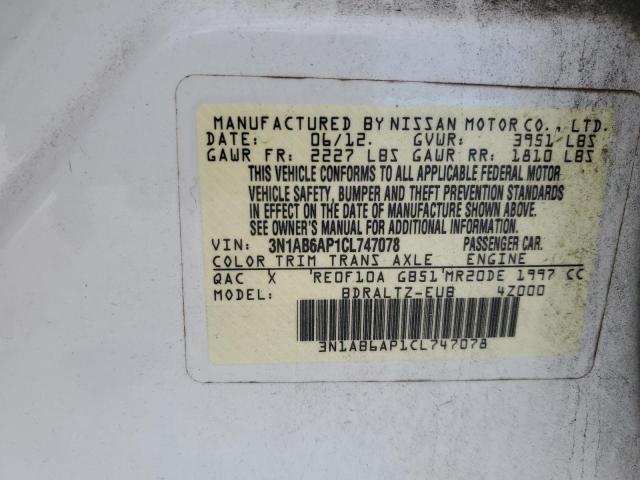 MANUFACTURED BY NISSAN MOTOR CO., LTD.
DATE: 06/12. GVWR: 3951 LBS
GAWR FR: 2227 LBS GAWR RR: 1810 LBS
THIS VEHICLE CONFORMS TO ALL APPLICABLE FEDERAL MOTOR
VEHICLE SAFETY, BUMPER AND THEFT PREVENTION STANDARDS
IN EFFECT ON THE DATE OF MANUFACTURE SHOWN ABOVE.
SEE OWNER'S MANUAL FOR ADDITIONAL INFORMATION.
VIN: 3N1AB6AP1CL747078 PASSENGER CAR.
COLOR TRIM TRANS AXLE ENGINE
QAC X RE0F10A GB51 MR20DE 1997 CC
MODEL: BDRALTZ-EUB 4Z000
3N1AB6AP1CL747078